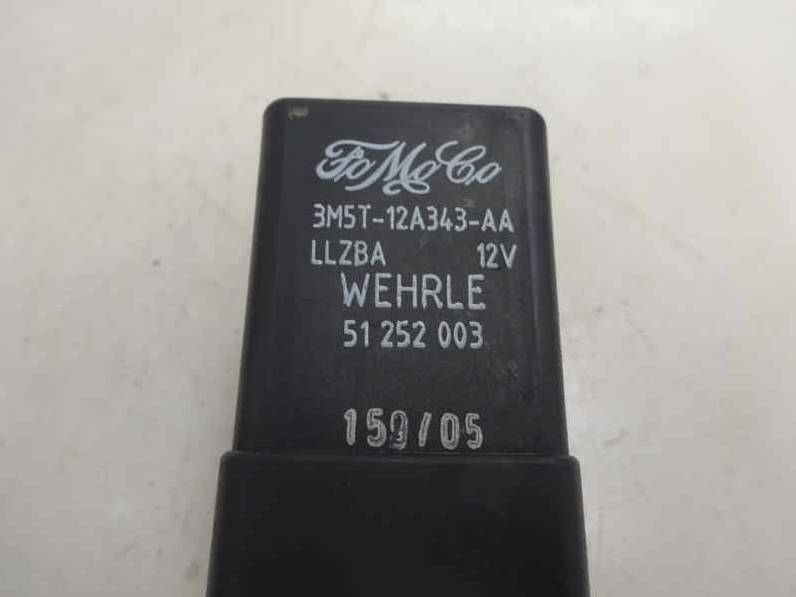 FoMoCo
3M5T-12A343-AA
LLZBA 12V
WEHRLE
51 252 003
159/05